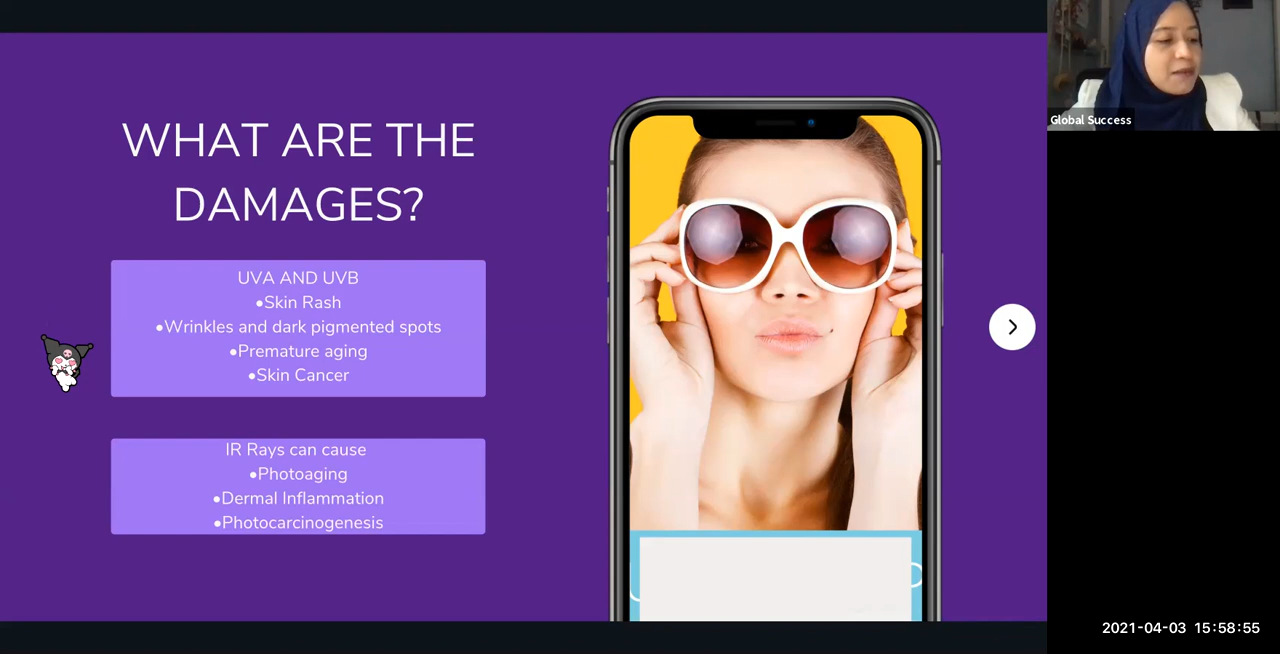 WHAT ARE THE
DAMAGES?
UVA AND UVB
•Skin Rash
•Wrinkles and dark pigmented spots
•Premature aging
•Skin Cancer
IR Rays can cause
•Photoaging
•Dermal Inflammation
•Photocarcinogenesis
Global Success
2021-04-03 15:58:55